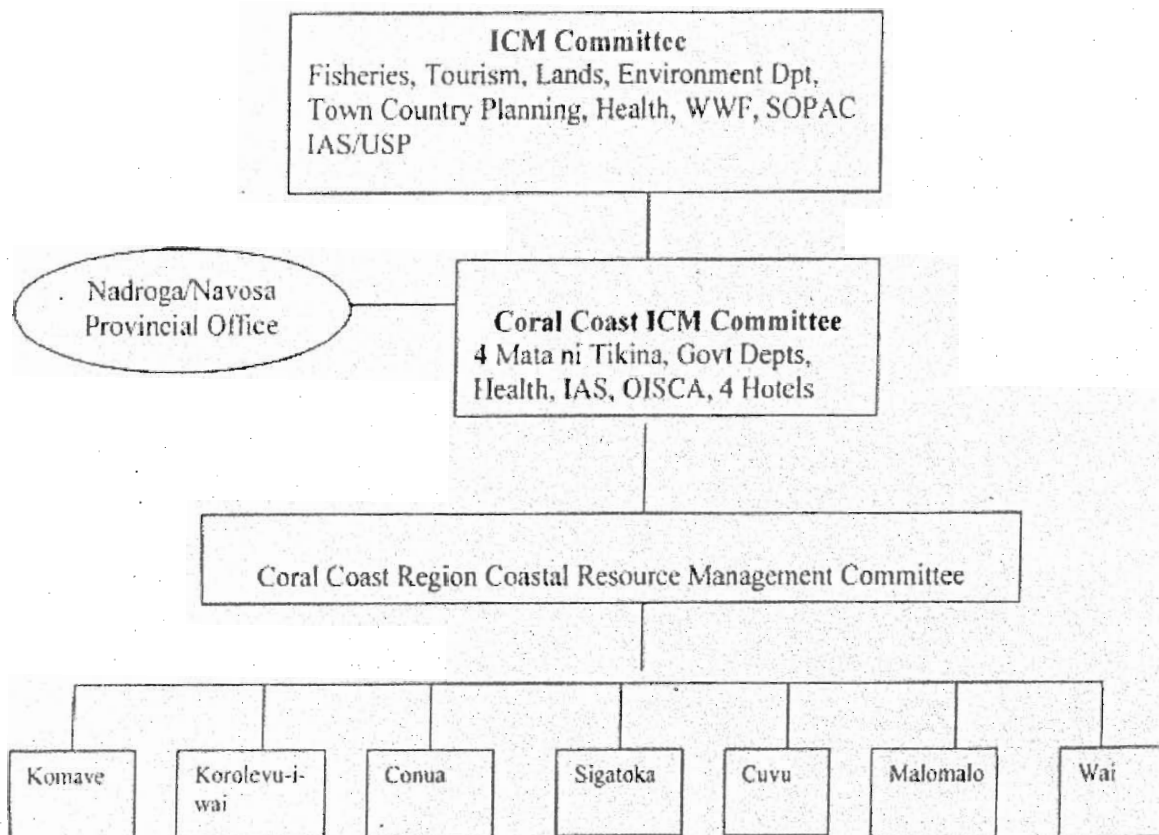 ICM Committee
Fisheries, Tourism, Lands, Environment Dpt,
Town Country Planning, Health, WWF, SOPAC
IAS/USP
Nadroga/Navosa
Provincial Office
Coral Coast ICM Committee
4 Mata ni Tikina, Govt Depts,
Health, IAS, OISCA, 4 Hotels
Coral Coast Region Coastal Resource Management Committee
Komave
Korolevu-i-
wai
Conua
Sigatoka
Cuvu
Malomalo
Wai